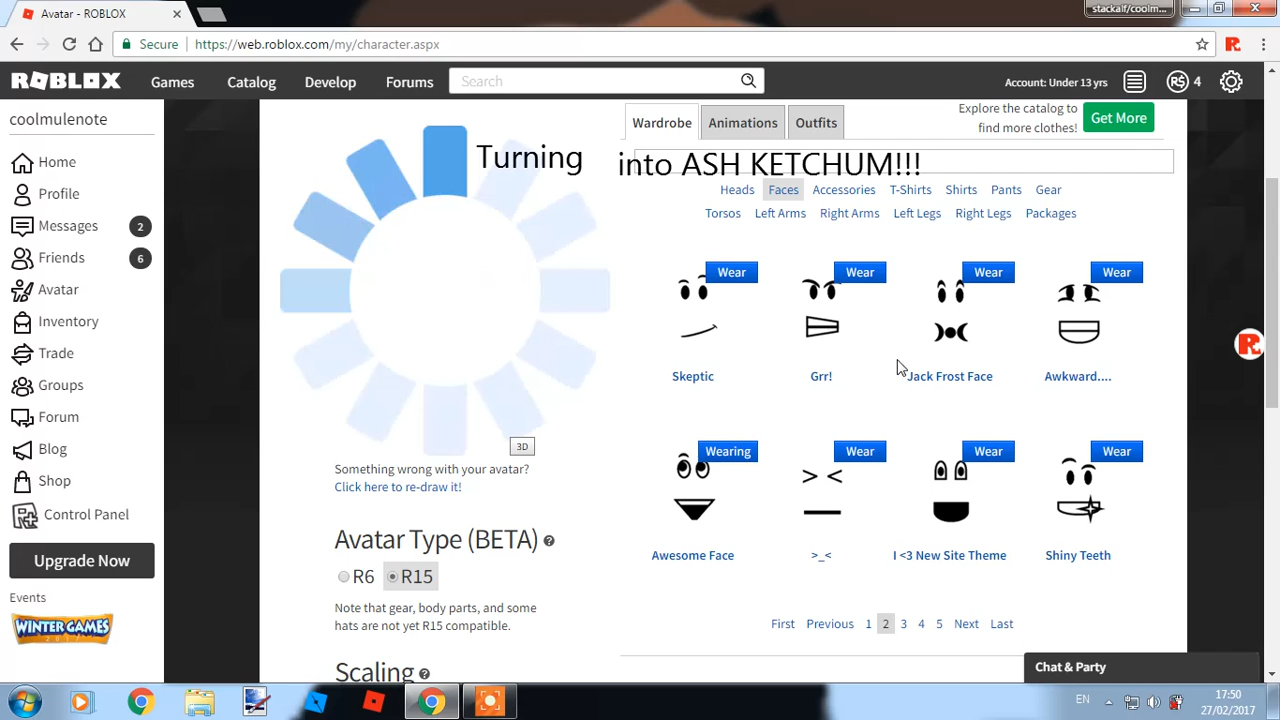 Avatar - ROBLOX
stackalf/coolm...
Secure https://web.roblox.com/my/character.aspx
ROBLOX Games Catalog Develop Forums Search Account: Under 13 yrs R$ 4
coolmulenote
Home
Profile
Messages 2
Friends 6
Avatar
Inventory
Trade
Groups
Forum
Blog
Shop
Control Panel
Upgrade Now
Events
WINTER GAMES
Turning into ASH KETCHUM!!!
3D
Something wrong with your avatar?
Click here to re-draw it!
Avatar Type (BETA) ?
R6 R15
Note that gear, body parts, and some
hats are not yet R15 compatible.
Scaling ?
Wardrobe Animations Outfits
Explore the catalog to
find more clothes!
Get More
Heads Faces Accessories T-Shirts Shirts Pants Gear
Torsos Left Arms Right Arms Left Legs Right Legs Packages
Wear Wear Wear Wear
Skeptic Grr! Jack Frost Face Awkward....
Wearing Wear Wear Wear
Awesome Face >_< I <3 New Site Theme Shiny Teeth
First Previous 1 2 3 4 5 Next Last
Chat & Party
EN
17:50
27/02/2017